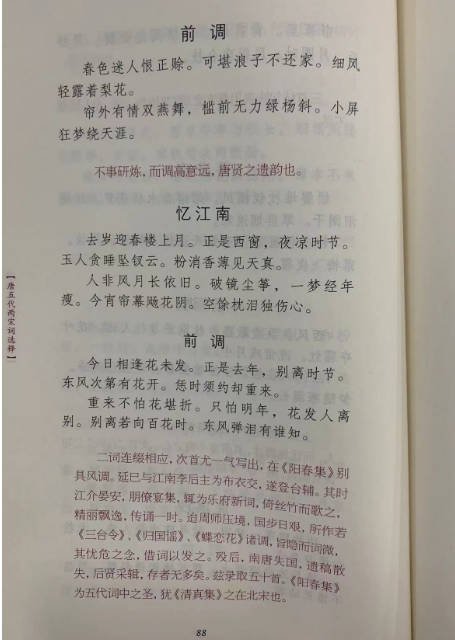 前 调
春色迷人恨正赊。可堪浪子不还家。细风
轻露着梨花。
帘外有情双燕舞，槛前无力绿杨斜。小屏
狂梦绕天涯。
不事研炼，而调高意远，唐贤之遗韵也。
忆江南
去岁迎春楼上月。正是西窗，夜凉时节。
玉人贪睡坠钗云。粉消香薄见天真。
人非风月长依旧。破镜尘筝，一梦经年
瘦。今宵帘幕飏花阴。空馀枕泪独伤心。
前 调
今日相逢花未发。正是去年，别离时节。
东风次第有花开。恁时须约却重来。
重来不怕花堪折。只怕明年，花发人离
别。别离若向百花时。东风弹泪有谁知。
二词连缀相应，次首尤一气写出，在《阳春集》别
具风调。延巳与江南李后主为布衣交，遂登台辅。其时
江介晏安，朋僚宴集，辄为乐府新词，倚丝竹而歌之，
精丽飘逸，传诵一时。迨周师压境，国步日艰，所作若
《三台令》、《归国谣》、《蝶恋花》诸调，旨隐而词微，
其忧危之念，借词以发之。殁后，南唐失国，遗稿散
失，后贤采辑，存者无多矣。兹录取五十首。《阳春集》
为五代词中之圣，犹《清真集》之在北宋也。
【唐五代两宋词选释】
88